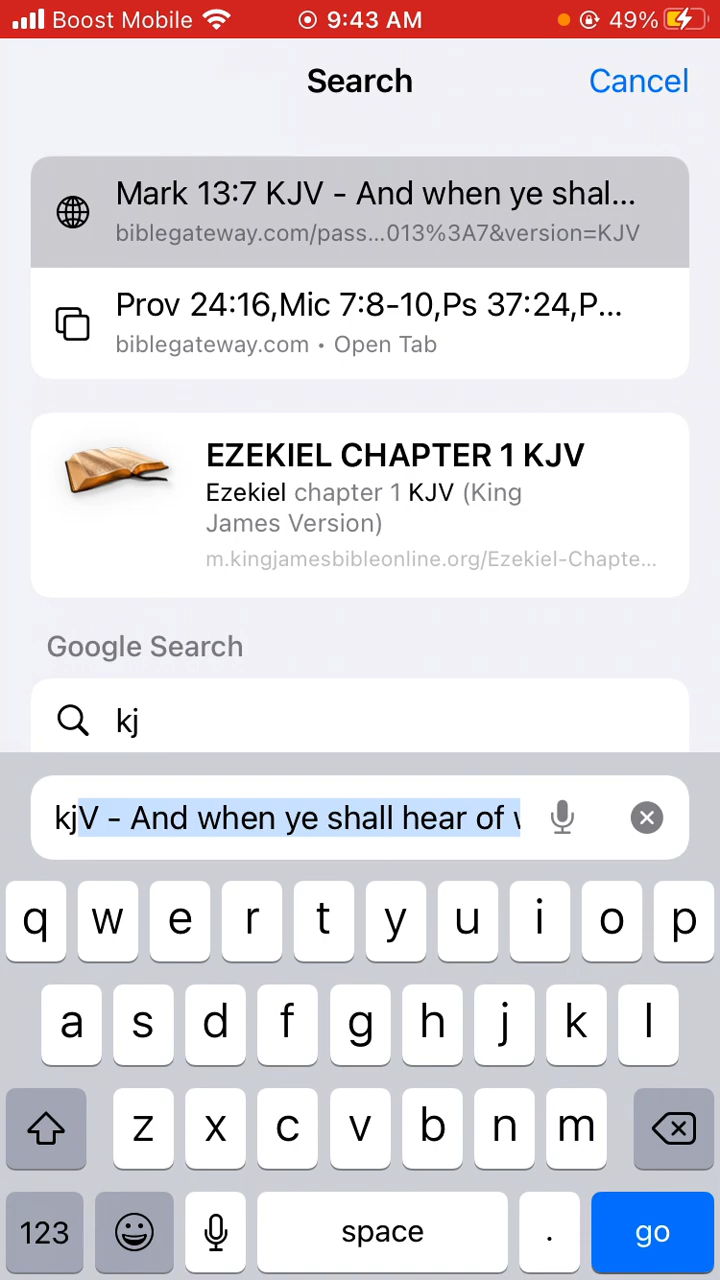 Boost Mobile 9:43 AM 49%
Search Cancel
Mark 13:7 KJV - And when ye shal...
biblegateway.com/pass...013%3A7&version=KJV
Prov 24:16,Mic 7:8-10,Ps 37:24,P...
biblegateway.com • Open Tab
EZEKIEL CHAPTER 1 KJV
Ezekiel chapter 1 KJV (King
James Version)
m.kingjamesbibleonline.org/Ezekiel-Chapte...
Google Search
kj
kjV - And when ye shall hear of
q w e r t y u i o p
a s d f g h j k l
z x c v b n m
123 space . go